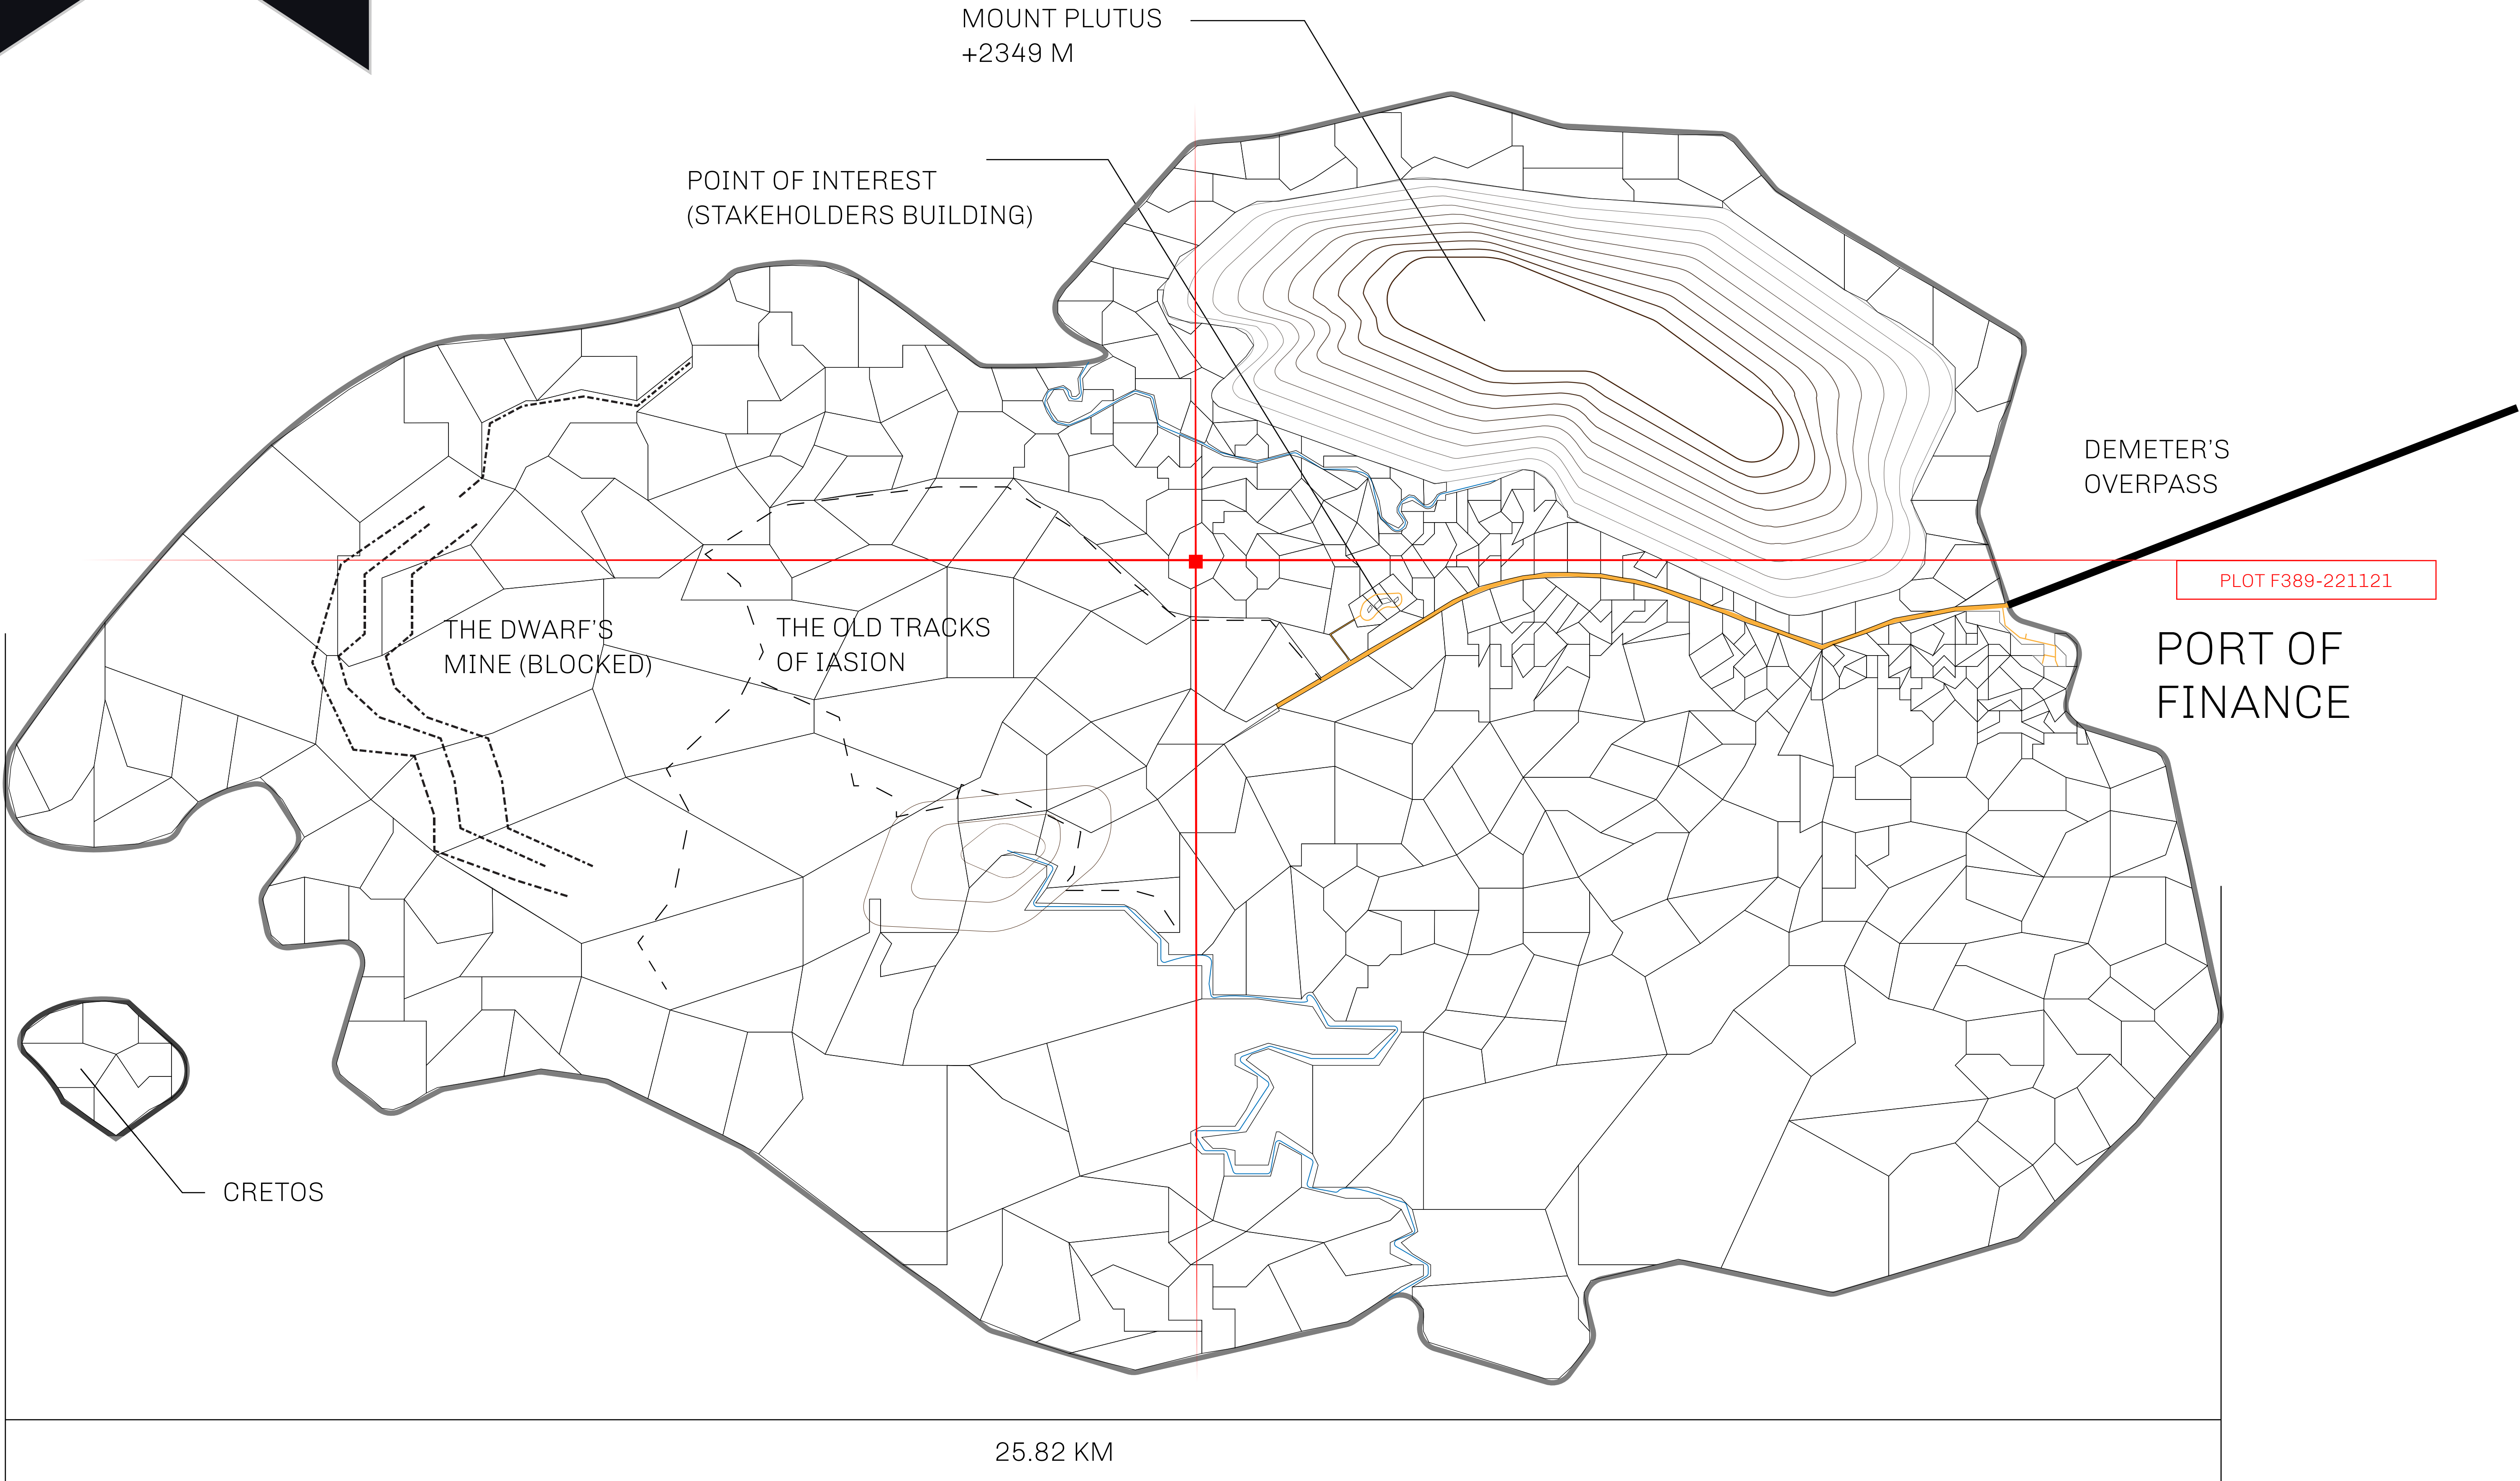 MOUNT PLUTUS
+2349 M
POINT OF INTEREST
(STAKEHOLDERS BUILDING)
DEMETER'S
OVERPASS
PLOT F389-221121
THE DWARF'S
MINE (BLOCKED)
THE OLD TRACKS
OF IASION
PORT OF
FINANCE
CRETOS
25.82 KM